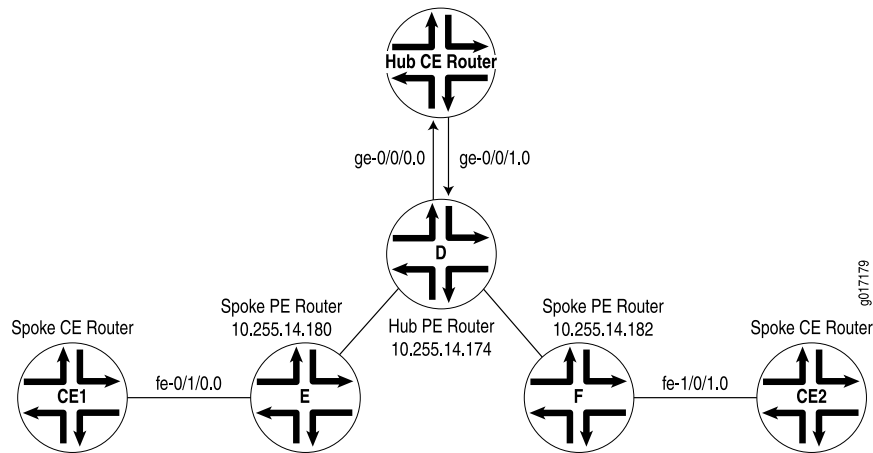 Hub CE Router
ge-0/0/0.0
ge-0/0/1.0
D
g017179
Spoke PE Router
10.255.14.180
Hub PE Router
10.255.14.174
Spoke PE Router
10.255.14.182
Spoke CE Router
Spoke CE Router
CE1
fe-0/1/0.0
E
F
fe-1/0/1.0
CE2